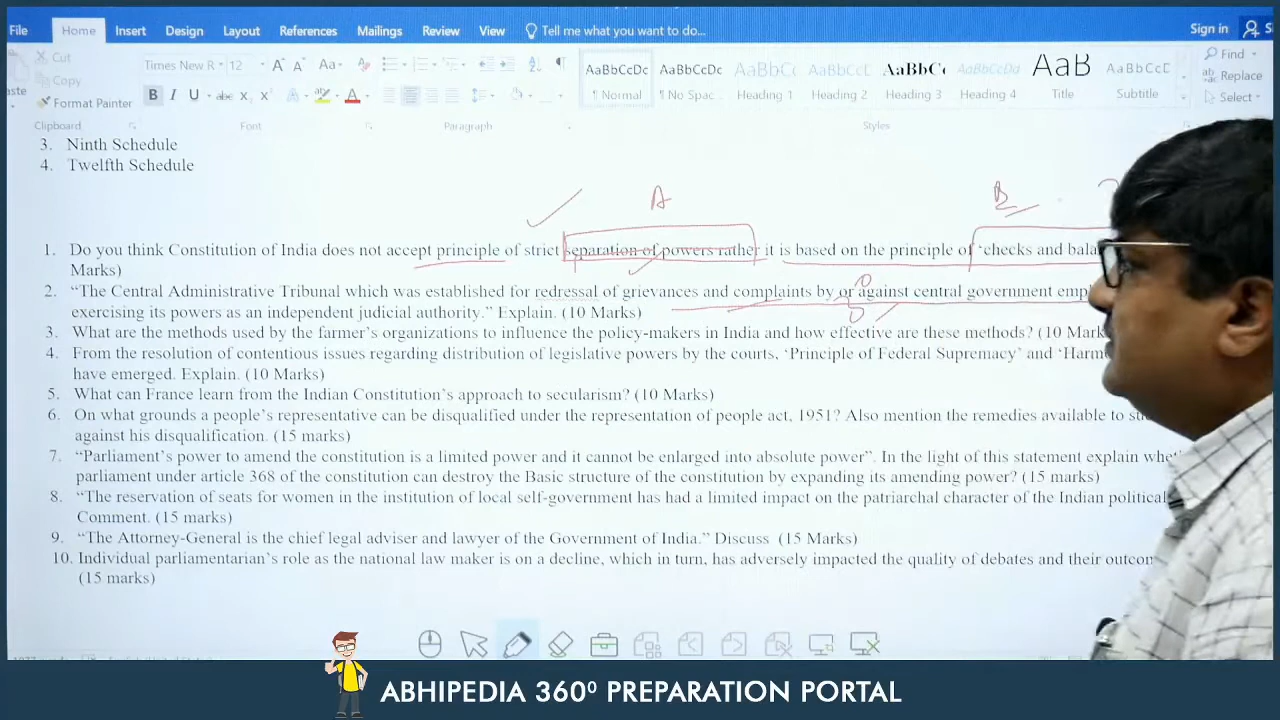 File Home Insert Design Layout References Mailings Review View Tell me what you want to do... Sign in
Cut
Copy
Format Painter
Times New R 12
Aa
B I U abc
AaBbCcDc AaBbCcDc AaBbC AaBbCc AaBb AaBbCcDd AaB AaBbCcD
¶ Normal ¶ No Spac... Heading 1 Heading 2 Heading 3 Heading 4 Title Subtitle
Find
Replace
Select
Clipboard Font Paragraph Styles
3. Ninth Schedule
4. Twelfth Schedule
A B
1. Do you think Constitution of India does not accept principle of strict separation of powers rather it is based on the principle of ‘checks and
Marks)
2. “The Central Administrative Tribunal which was established for redressal of grievances and complaints by or against central government
exercising its powers as an independent judicial authority.” Explain. (10 Marks)
3. What are the methods used by the farmer’s organizations to influence the policy-makers in India and how effective are these methods? (10
4. From the resolution of contentious issues regarding distribution of legislative powers by the courts, ‘Principle of Federal Supremacy’ and
have emerged. Explain. (10 Marks)
5. What can France learn from the Indian Constitution’s approach to secularism? (10 Marks)
6. On what grounds a people’s representative can be disqualified under the representation of people act, 1951? Also mention the remedies available to
against his disqualification. (15 marks)
7. “Parliament’s power to amend the constitution is a limited power and it cannot be enlarged into absolute power”. In the light of this statement explain
parliament under article 368 of the constitution can destroy the Basic structure of the constitution by expanding its amending power? (15 marks)
8. “The reservation of seats for women in the institution of local self-government has had a limited impact on the patriarchal character of the Indian political
Comment. (15 marks)
9. “The Attorney-General is the chief legal adviser and lawyer of the Government of India.” Discuss (15 Marks)
10. Individual parliamentarian’s role as the national law maker is on a decline, which in turn, has adversely impacted the quality of debates and their
(15 marks)
ABHIPEDIA 360⁰ PREPARATION PORTAL